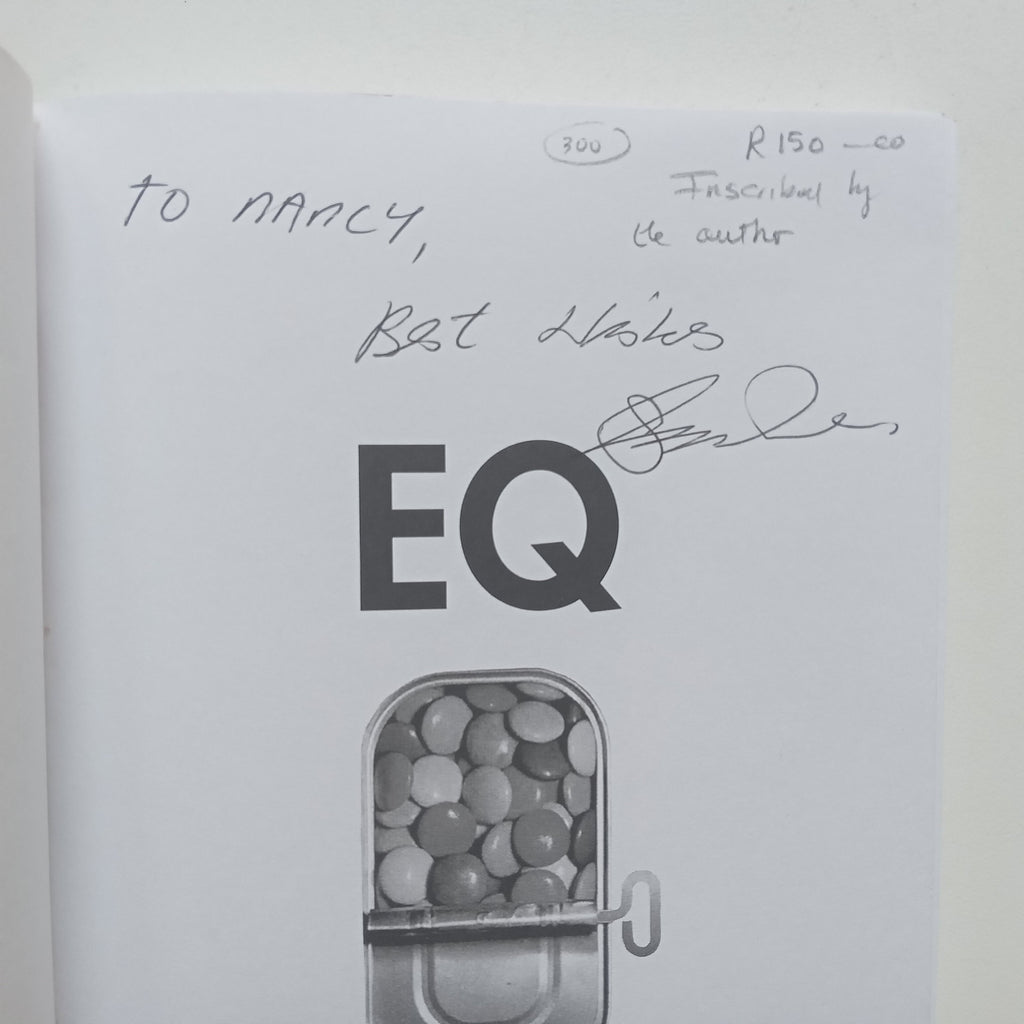 300
R150 —00
Inscribed by
the author
TO NANCY,
Best Wishes
EQ